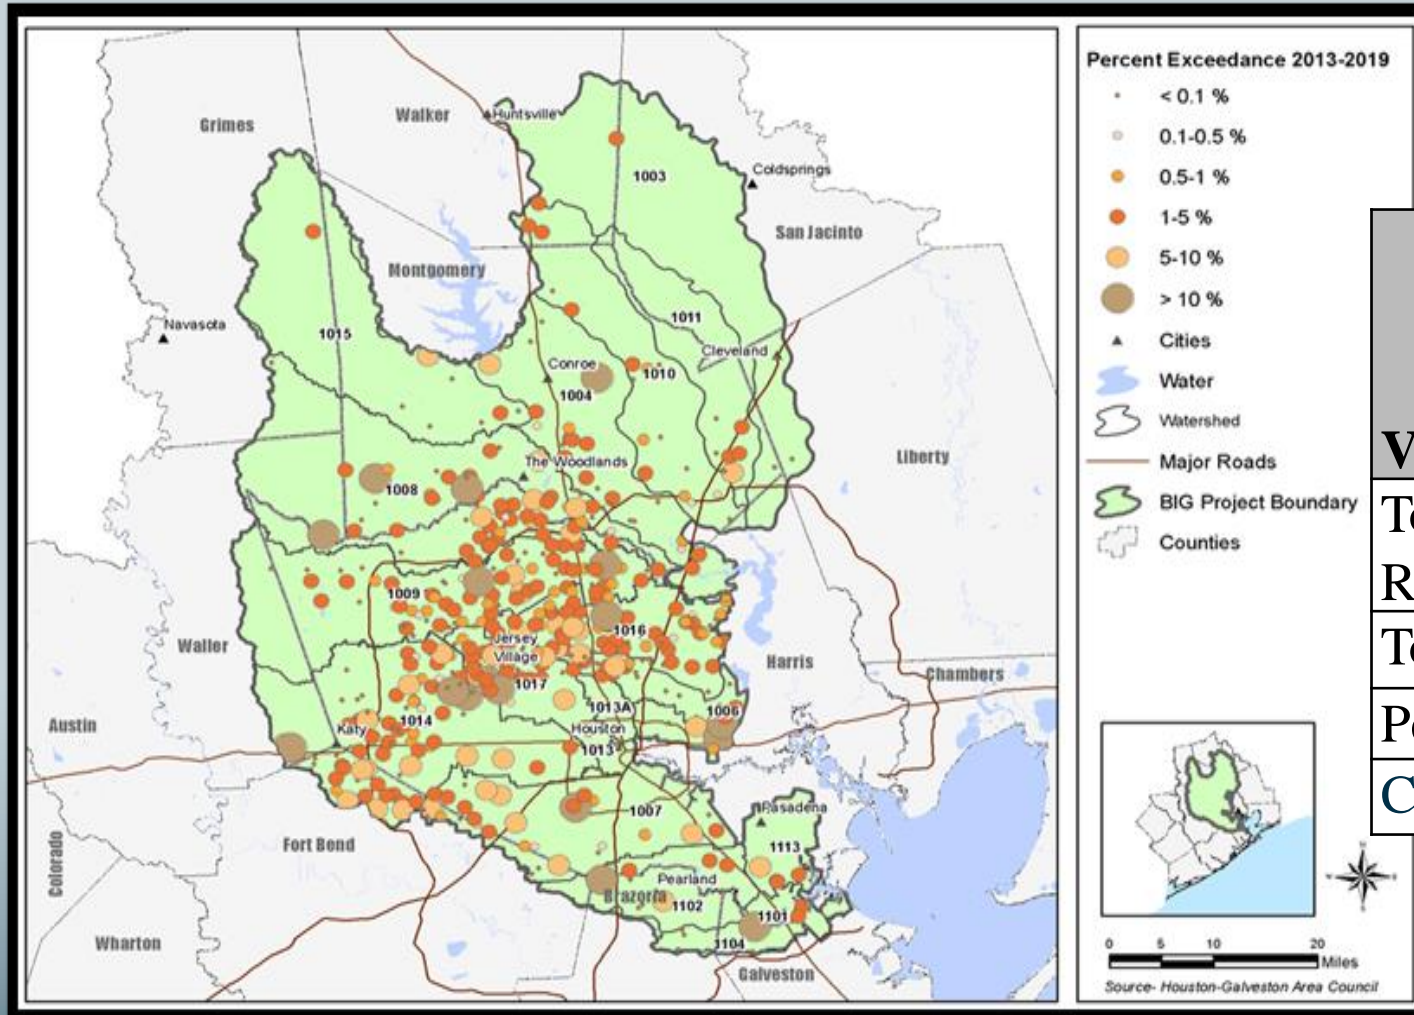 Grimes
Walker
Huntsville
1003
Coldsprings
San Jacinto
Montgomery
Navasota
1015
1011
Cleveland
Conroe
1010
1004
The Woodlands
1008
Liberty
1009
1016
Jersey
Village
Waller
Harris
1017
Chambers
1013A
1006
Austin
Katy
1014
Houston
1013
1007
Pasadena
Fort Bend
1113
Colorado
Pearland
Brazoria
1102
1101
Wharton
1104
Galveston
Percent Exceedance 2013-2019
< 0.1 %
0.1-0.5 %
0.5-1 %
1-5 %
5-10 %
> 10 %
Cities
Water
Watershed
Major Roads
BIG Project Boundary
Counties
0 5 10 20
Miles
Source- Houston-Galveston Area Council